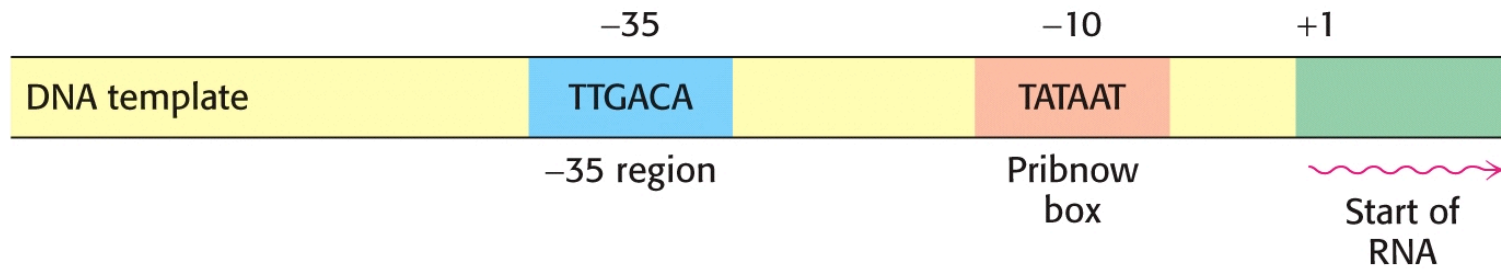 −35
−10
+1
DNA template
TTGACA
TATAAT
−35 region
Pribnow
box
Start of
RNA